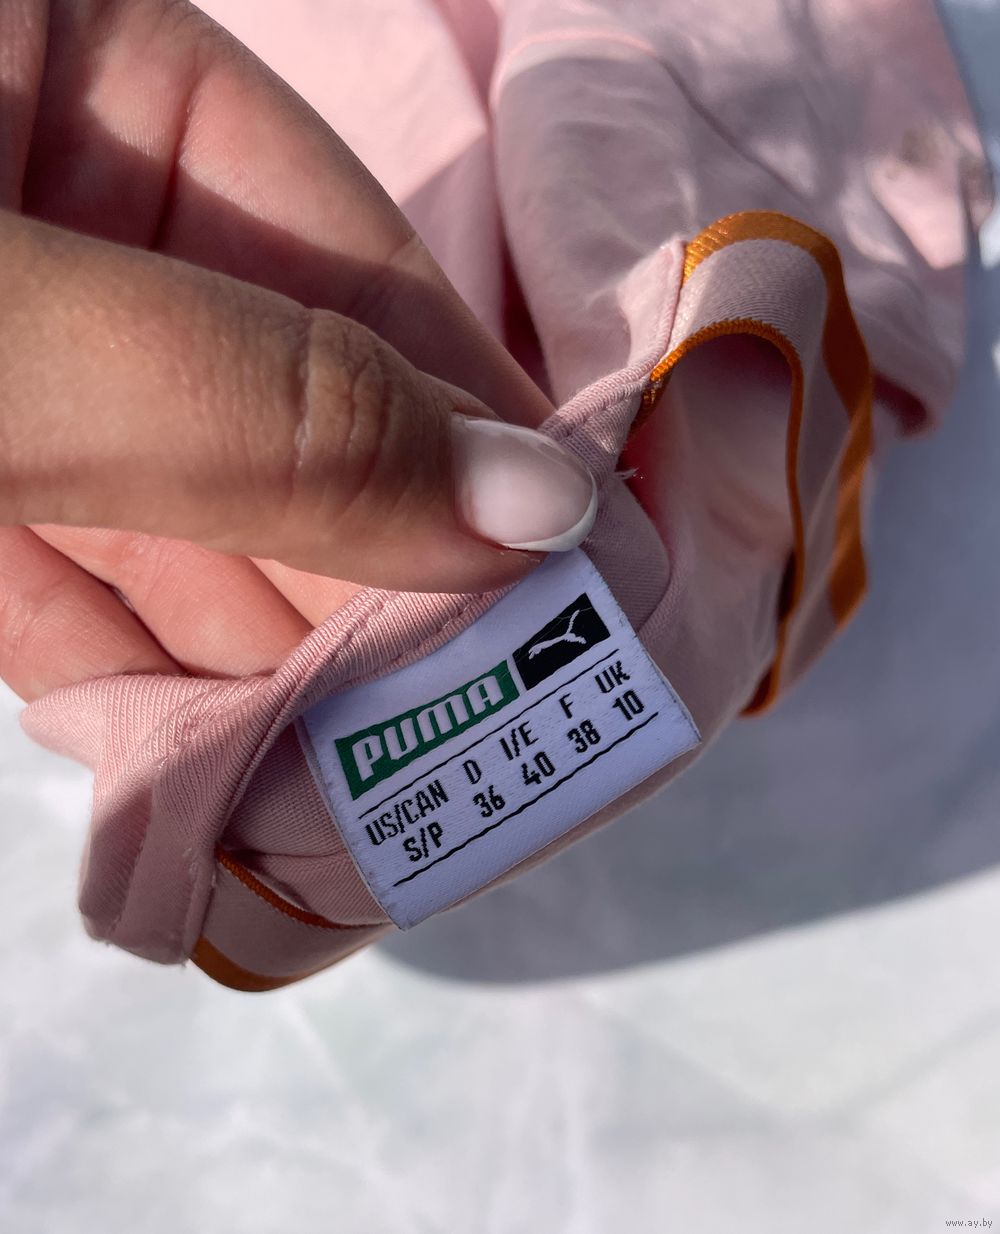 PUMA
US/CAN D I/E F UK
S/P 36 40 38 10
www.ay.by